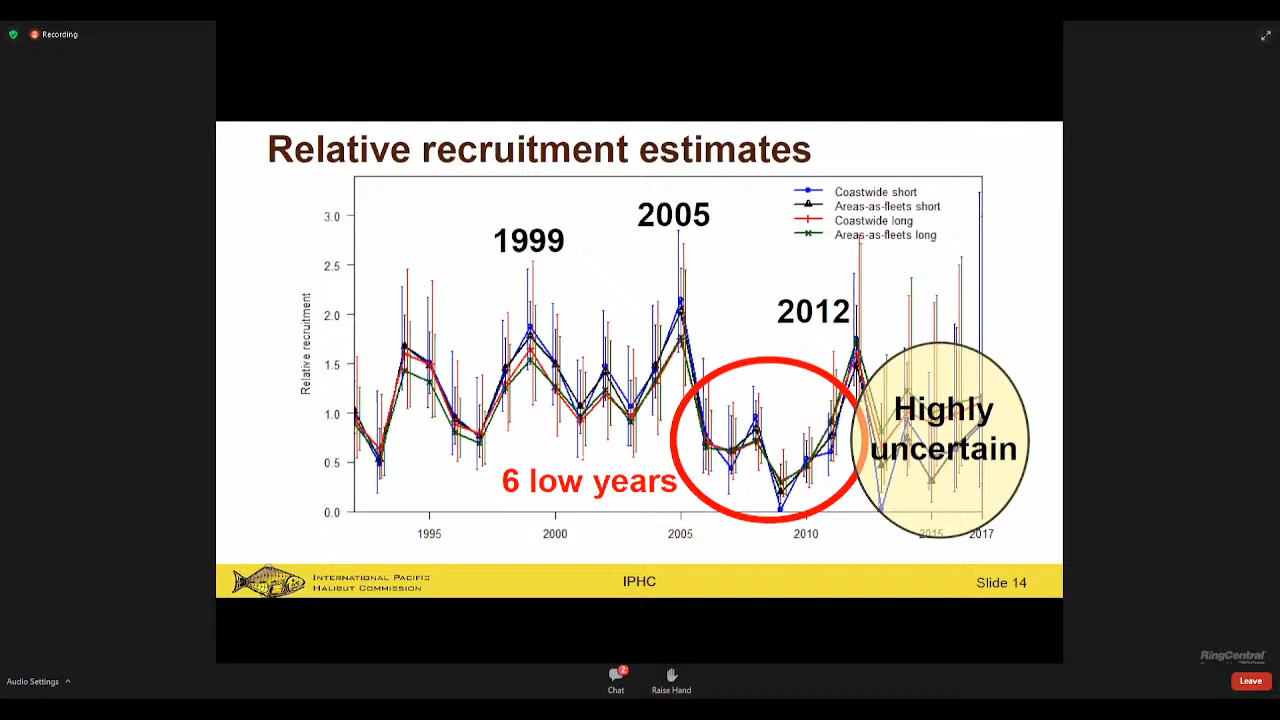 Recording
Relative recruitment estimates
Coastwide short
Areas-as-fleets short
Coastwide long
Areas-as-fleets long
2005
1999
2012
3.0
2.5
2.0
1.5
1.0
0.5
0.0
Relative recruitment
Highly
uncertain
6 low years
1995
2000
2005
2010
2015
2017
International Pacific
Halibut Commission
IPHC
Slide 14
RingCentral
Audio Settings
2
Chat
Raise Hand
Leave